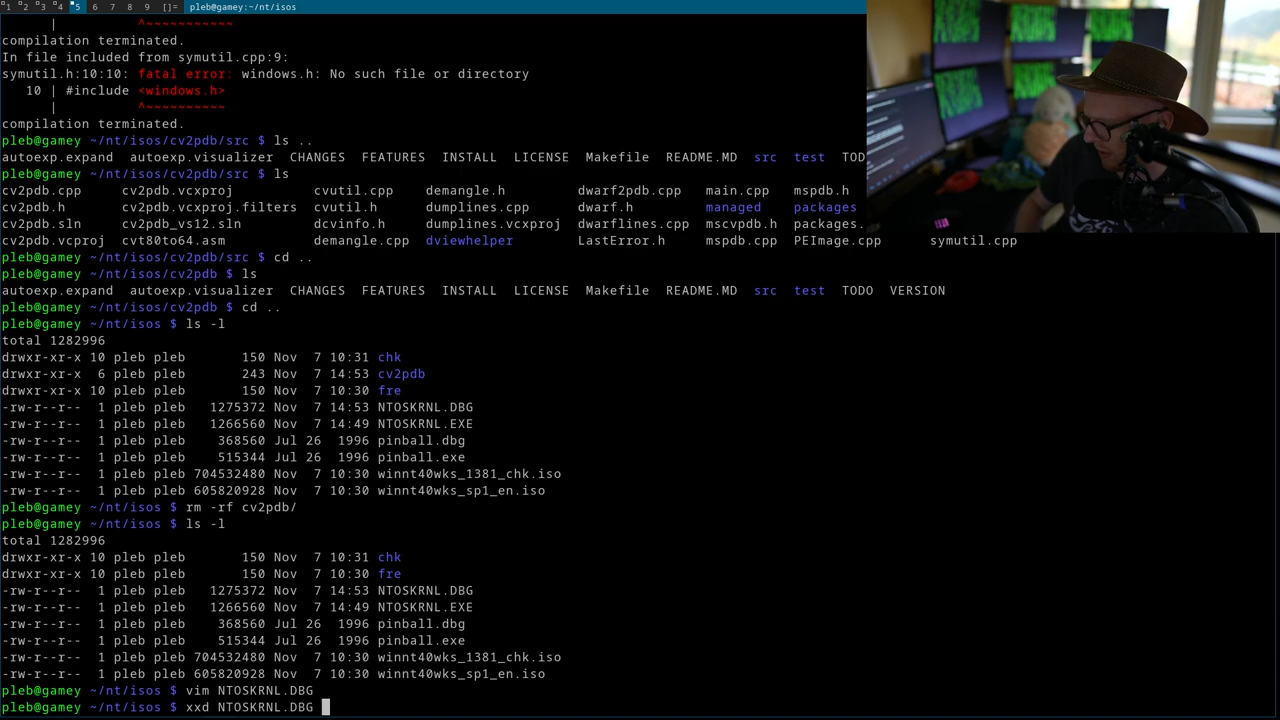 1 2 3 4 5 6 7 8 9 []= pleb@gamey:~/nt/isos
| ^~~~~~~~~~~
compilation terminated.
In file included from symutil.cpp:9:
symutil.h:10:10: fatal error: windows.h: No such file or directory
10 | #include <windows.h>
| ^~~~~~~~~~
compilation terminated.
pleb@gamey ~/nt/isos/cv2pdb/src $ ls ..
autoexp.expand autoexp.visualizer CHANGES FEATURES INSTALL LICENSE Makefile README.MD src test TOD
pleb@gamey ~/nt/isos/cv2pdb/src $ ls
cv2pdb.cpp cv2pdb.vcxproj cvutil.cpp demangle.h dwarf2pdb.cpp main.cpp mspdb.h
cv2pdb.h cv2pdb.vcxproj.filters cvutil.h dumplines.cpp dwarf.h managed packages
cv2pdb.sln cv2pdb_vs12.sln dcvinfo.h dumplines.vcxproj dwarflines.cpp mscvpdb.h packages.
cv2pdb.vcproj cvt80to64.asm demangle.cpp dviewhelper LastError.h mspdb.cpp PEImage.cpp symutil.cpp
pleb@gamey ~/nt/isos/cv2pdb/src $ cd ..
pleb@gamey ~/nt/isos/cv2pdb $ ls
autoexp.expand autoexp.visualizer CHANGES FEATURES INSTALL LICENSE Makefile README.MD src test TODO VERSION
pleb@gamey ~/nt/isos/cv2pdb $ cd ..
pleb@gamey ~/nt/isos $ ls -l
total 1282996
drwxr-xr-x 10 pleb pleb 150 Nov 7 10:31 chk
drwxr-xr-x 6 pleb pleb 243 Nov 7 14:53 cv2pdb
drwxr-xr-x 10 pleb pleb 150 Nov 7 10:30 fre
-rw-r--r-- 1 pleb pleb 1275372 Nov 7 14:53 NTOSKRNL.DBG
-rw-r--r-- 1 pleb pleb 1266560 Nov 7 14:49 NTOSKRNL.EXE
-rw-r--r-- 1 pleb pleb 368560 Jul 26 1996 pinball.dbg
-rw-r--r-- 1 pleb pleb 515344 Jul 26 1996 pinball.exe
-rw-r--r-- 1 pleb pleb 704532480 Nov 7 10:30 winnt40wks_1381_chk.iso
-rw-r--r-- 1 pleb pleb 605820928 Nov 7 10:30 winnt40wks_sp1_en.iso
pleb@gamey ~/nt/isos $ rm -rf cv2pdb/
pleb@gamey ~/nt/isos $ ls -l
total 1282996
drwxr-xr-x 10 pleb pleb 150 Nov 7 10:31 chk
drwxr-xr-x 10 pleb pleb 150 Nov 7 10:30 fre
-rw-r--r-- 1 pleb pleb 1275372 Nov 7 14:53 NTOSKRNL.DBG
-rw-r--r-- 1 pleb pleb 1266560 Nov 7 14:49 NTOSKRNL.EXE
-rw-r--r-- 1 pleb pleb 368560 Jul 26 1996 pinball.dbg
-rw-r--r-- 1 pleb pleb 515344 Jul 26 1996 pinball.exe
-rw-r--r-- 1 pleb pleb 704532480 Nov 7 10:30 winnt40wks_1381_chk.iso
-rw-r--r-- 1 pleb pleb 605820928 Nov 7 10:30 winnt40wks_sp1_en.iso
pleb@gamey ~/nt/isos $ vim NTOSKRNL.DBG
pleb@gamey ~/nt/isos $ xxd NTOSKRNL.DBG